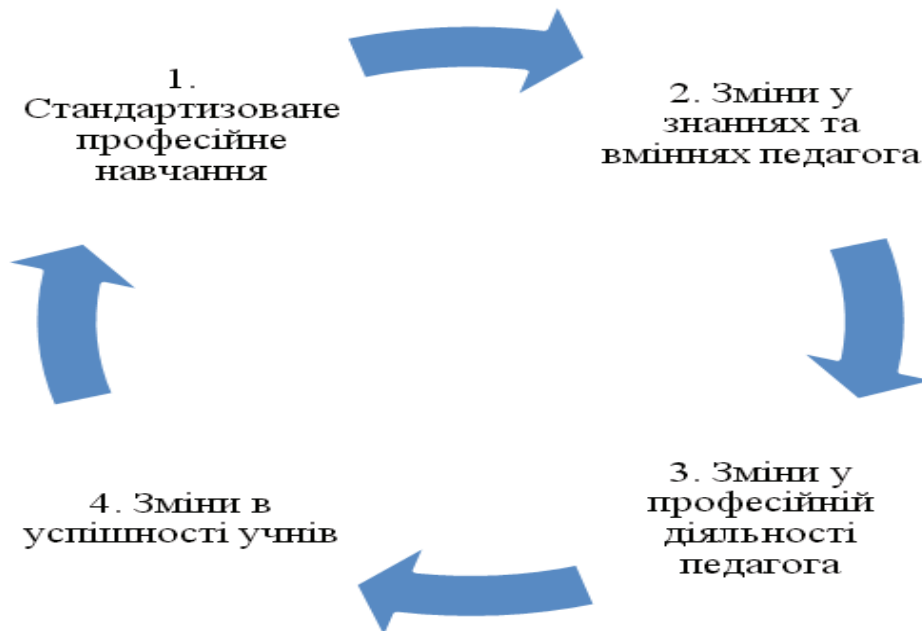 1.
Стандартизоване
професійне
навчання
2. Зміни у
знаннях та
вміннях педагога
3. Зміни у
професійній
діяльності
педагога
4. Зміни в
успішності учнів